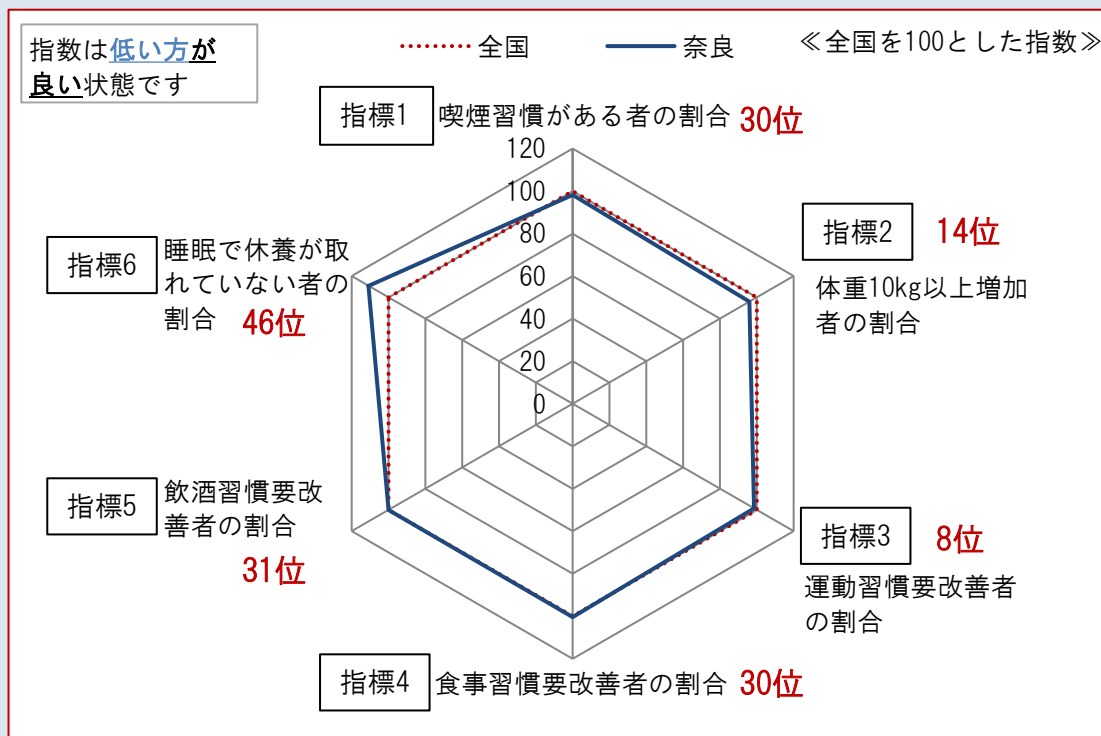 指数は低い方が
良い状態です
全国
奈良
≪全国を100とした指数≫
指標1
喫煙習慣がある者の割合
30位
120
100
80
60
40
20
0
指標2
14位
体重10kg以上増加
者の割合
指標3
8位
運動習慣要改善者
の割合
指標4
食事習慣要改善者の割合
30位
指標5
飲酒習慣要改
善者の割合
31位
指標6
睡眠で休養が取
れていない者の
割合
46位